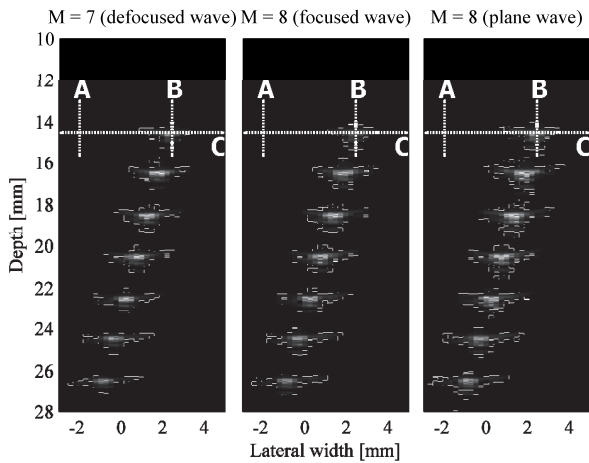 M = 7 (defocused wave) M = 8 (focused wave) M = 8 (plane wave)
10
12
14
16
18
20
22
24
26
28
Depth [mm]
A B C
A B C
A B C
-2 0 2 4 -2 0 2 4 -2 0 2 4
Lateral width [mm]